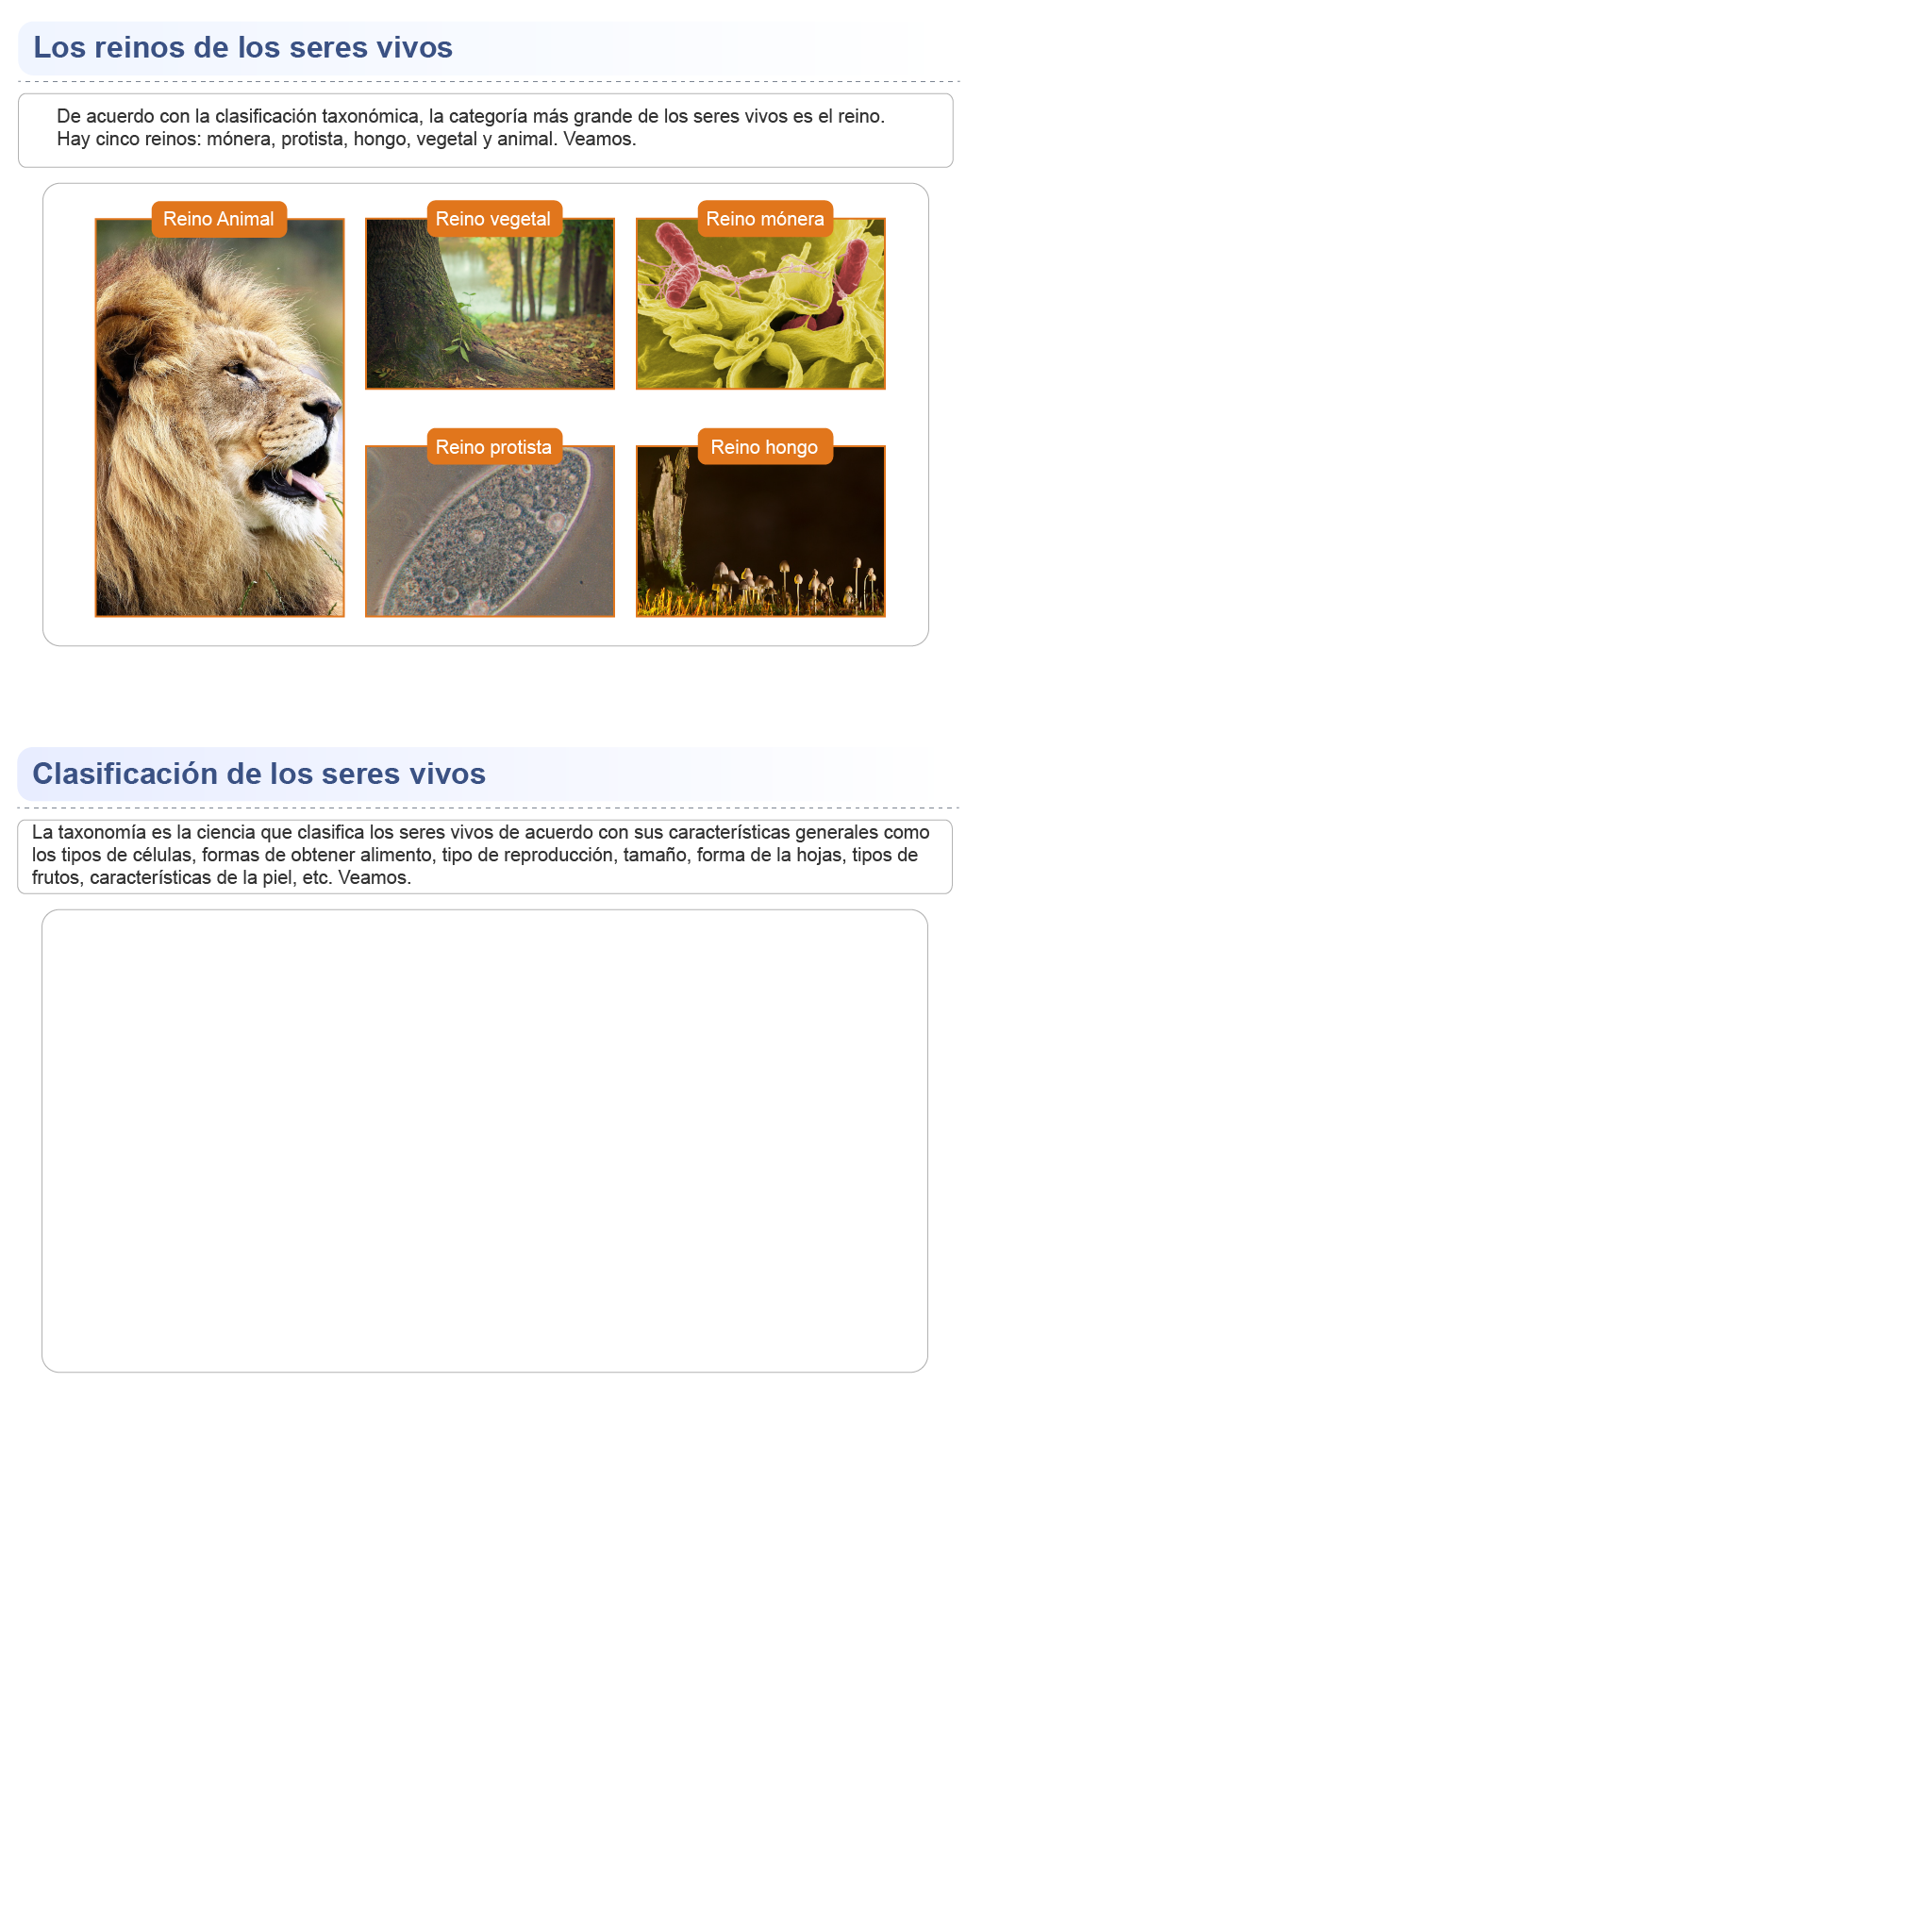 Los reinos de los seres vivos
De acuerdo con la clasificación taxonómica, la categoría más grande de los seres vivos es el reino.
Hay cinco reinos: mónera, protista, hongo, vegetal y animal. Veamos.
Reino Animal
Reino vegetal
Reino mónera
Reino protista
Reino hongo
Clasificación de los seres vivos
La taxonomía es la ciencia que clasifica los seres vivos de acuerdo con sus características generales como
los tipos de células, formas de obtener alimento, tipo de reproducción, tamaño, forma de la hojas, tipos de
frutos, características de la piel, etc. Veamos.